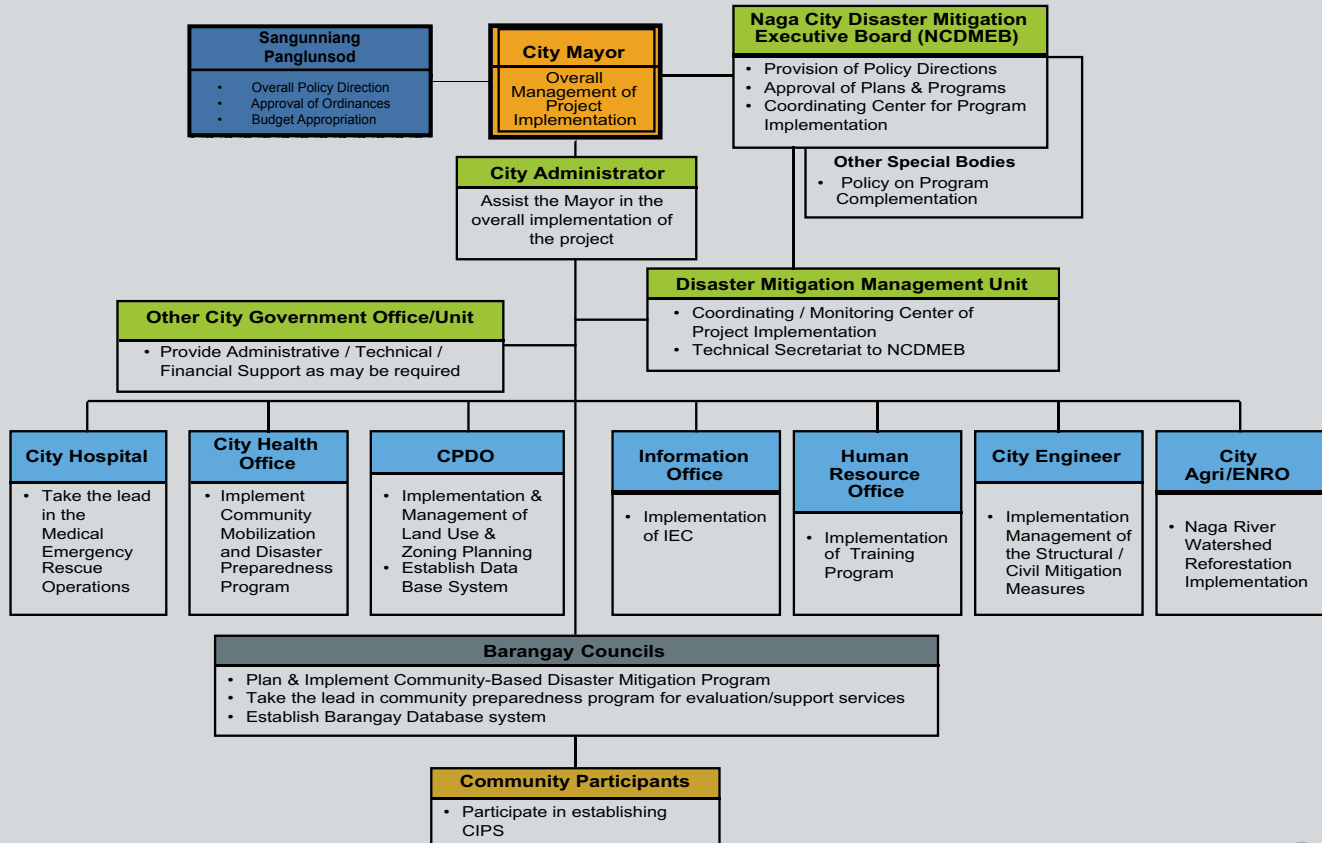 Sangunniang
Panglunsod
• Overall Policy Direction
• Approval of Ordinances
• Budget Appropriation
City Mayor
Overall
Management of
Project
Implementation
Naga City Disaster Mitigation
Executive Board (NCDMEB)
• Provision of Policy Directions
• Approval of Plans & Programs
• Coordinating Center for Program
Implementation
Other Special Bodies
• Policy on Program
Complementation
City Administrator
Assist the Mayor in the
overall implementation of
the project
Disaster Mitigation Management Unit
• Coordinating / Monitoring Center of
Project Implementation
• Technical Secretariat to NCDMEB
Other City Government Office/Unit
• Provide Administrative / Technical /
Financial Support as may be required
City Hospital
• Take the lead
in the
Medical
Emergency
Rescue
Operations
City Health
Office
• Implement
Community
Mobilization
and Disaster
Preparedness
Program
CPDO
• Implementation &
Management of
Land Use &
Zoning Planning
• Establish Data
Base System
Information
Office
• Implementation
of IEC
Human
Resource
Office
• Implementation
of Training
Program
City Engineer
• Implementation
Management of
the Structural /
Civil Mitigation
Measures
City
Agri/ENRO
• Naga River
Watershed
Reforestation
Implementation
Barangay Councils
• Plan & Implement Community-Based Disaster Mitigation Program
• Take the lead in community preparedness program for evaluation/support services
• Establish Barangay Database system
Community Participants
• Participate in establishing
CIPS